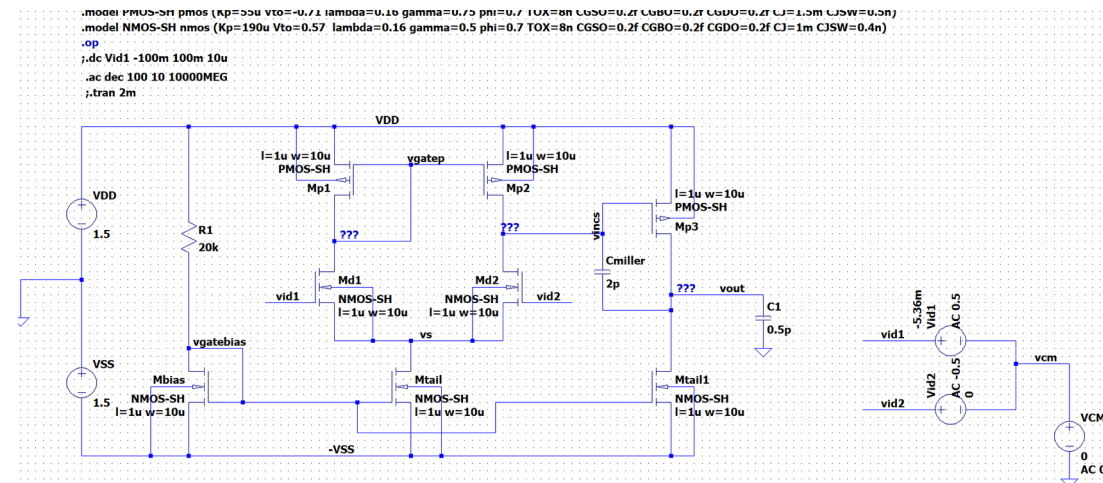 .model PMOS-SH pmos (Kp=55u Vto=-0.71 lambda=0.16 gamma=0.75 phi=0.7 TOX=8n CGSO=0.2f CGBO=0.2f CGDO=0.2f CJ=1.5m CJSW=0.5n)
.model NMOS-SH nmos (Kp=190u Vto=0.57 lambda=0.16 gamma=0.5 phi=0.7 TOX=8n CGSO=0.2f CGBO=0.2f CGDO=0.2f CJ=1m CJSW=0.4n)
.op
;.dc Vid1 -100m 100m 10u
.ac dec 100 10 10000MEG
;.tran 2m
VDD
l=1u w=10u
PMOS-SH
Mp1
vgatep
l=1u w=10u
PMOS-SH
Mp2
l=1u w=10u
PMOS-SH
Mp3
VDD
1.5
R1
20k
???
???
vincs
Cmiller
2p
???
vout
C1
0.5p
vid1
Md1
NMOS-SH
l=1u w=10u
Md2
NMOS-SH
l=1u w=10u
vid2
vs
vgatebias
VSS
1.5
Mbias
NMOS-SH
l=1u w=10u
Mtail
NMOS-SH
l=1u w=10u
Mtail1
NMOS-SH
l=1u w=10u
-VSS
-5.36m
Vid1
AC 0.5
vid1
vcm
Vid2
AC -0.5
0
vid2
VCM
0
AC